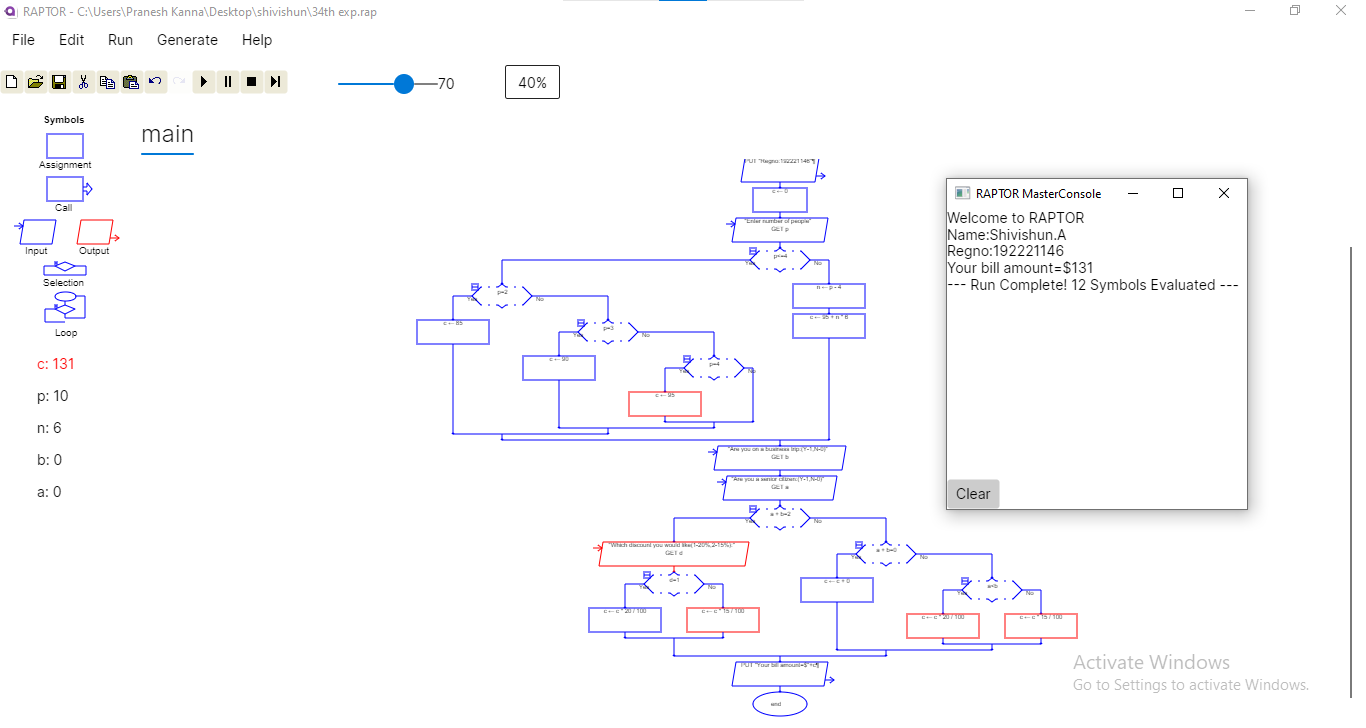 RAPTOR - C:\Users\Pranesh Kanna\Desktop\shivishun\34th exp.rap
File Edit Run Generate Help
70
40%
Symbols
Assignment
Call
Input Output
Selection
Loop
c: 131
p: 10
n: 6
b: 0
a: 0
main
PUT "Regno:192221146"¶
c ← 0
"Enter number of people"
GET p
p<=4
Yes No
p=2
Yes No
n ← p - 4
c ← 95 + n * 6
c ← 85
p=3
Yes No
c ← 90
p=4
Yes No
c ← 95
"Are you on a business trip:(Y-1,N-0)"
GET b
"Are you a senior citizen:(Y-1,N-0)"
GET a
a + b=2
Yes No
"Which discount you would like(1-20%,2-15%):"
GET d
d=1
Yes No
c ← c * 20 / 100
c ← c * 15 / 100
a + b=0
Yes No
c ← c + 0
a<b
Yes No
c ← c * 20 / 100
c ← c * 15 / 100
PUT "Your bill amount=$"+c¶
end
RAPTOR MasterConsole
Welcome to RAPTOR
Name:Shivishun.A
Regno:192221146
Your bill amount=$131
--- Run Complete! 12 Symbols Evaluated ---
Clear
Activate Windows
Go to Settings to activate Windows.